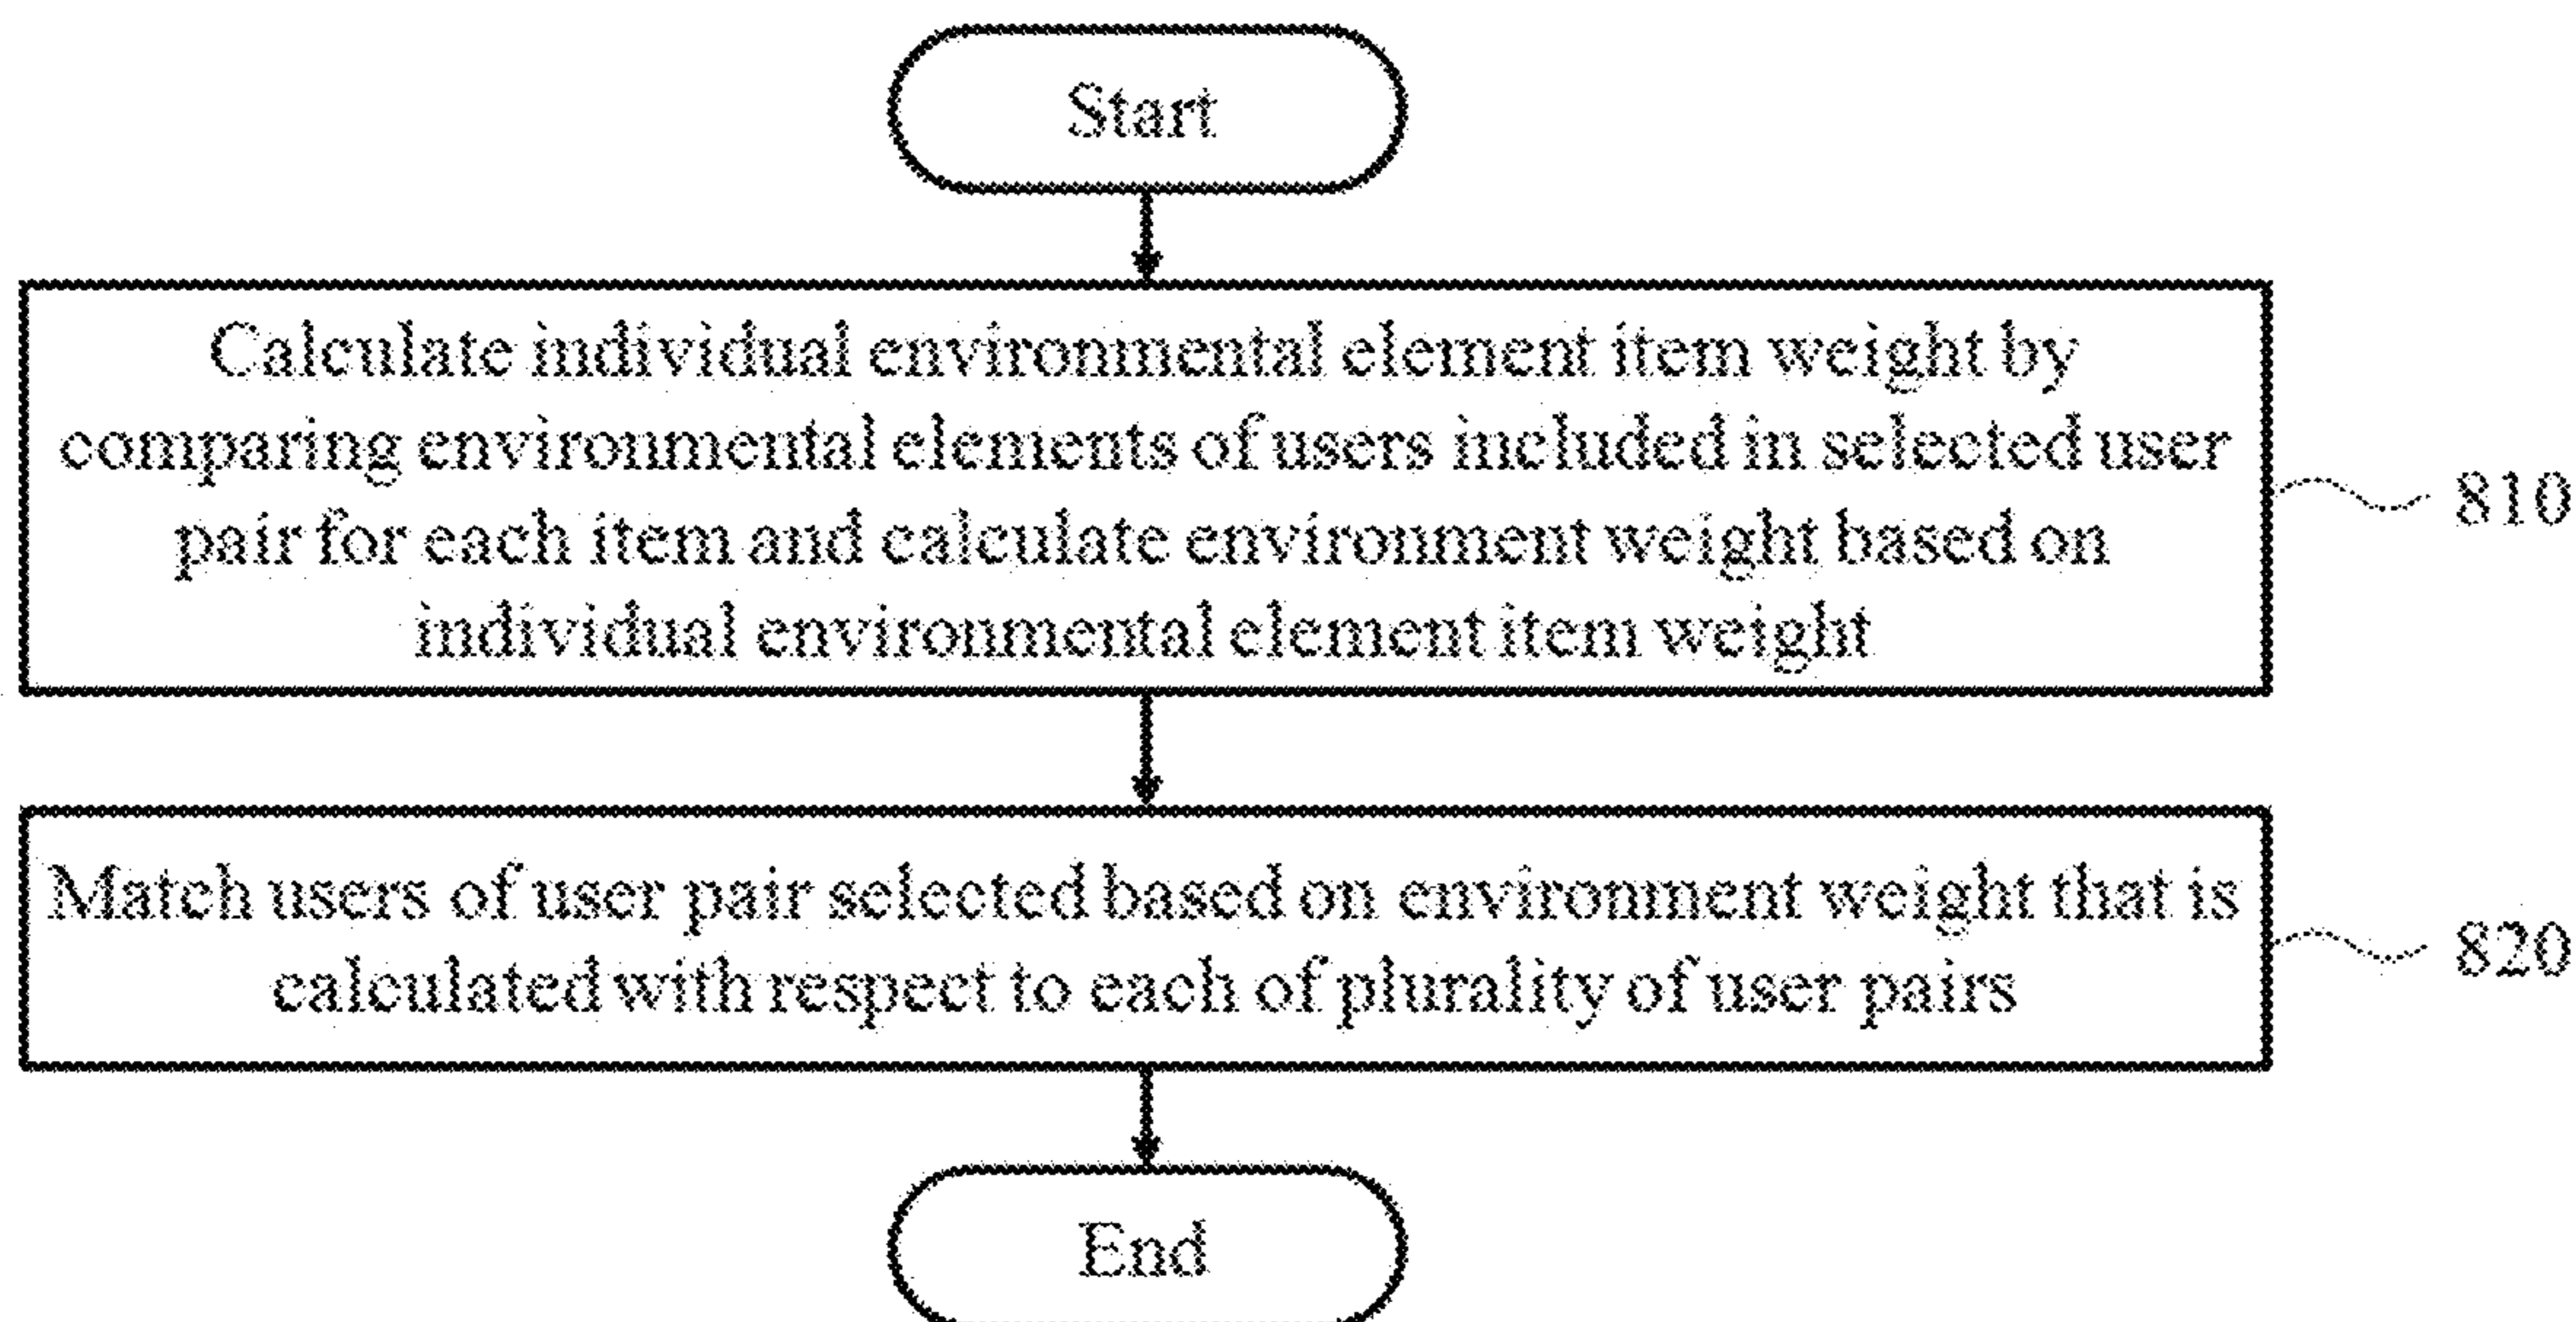 Start
Calculate individual environmental element item weight by
comparing environmental elements of users included in selected user
pair for each item and calculate environment weight based on
individual environmental element item weight
810
Match users of user pair selected based on environment weight that is
calculated with respect to each of plurality of user pairs
820
End